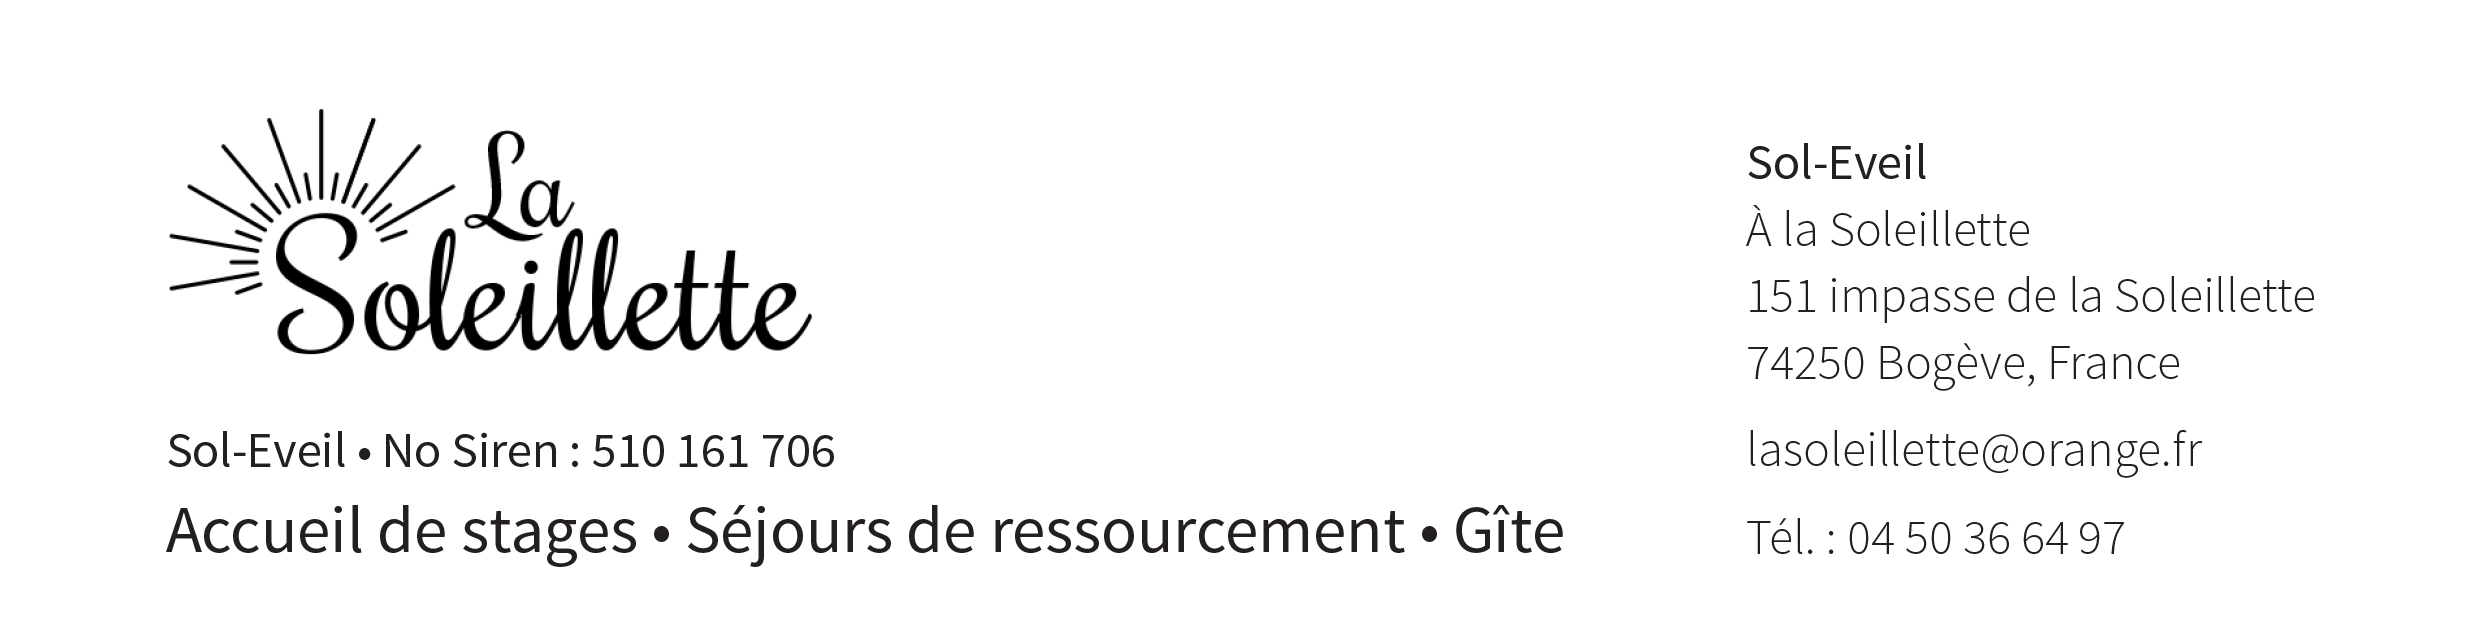 La
Soleillette
Sol-Eveil • No Siren : 510 161 706
Accueil de stages • Séjours de ressourcement • Gîte
Sol-Eveil
À la Soleillette
151 impasse de la Soleillette
74250 Bogève, France
lasoleillette@orange.fr
Tél. : 04 50 36 64 97